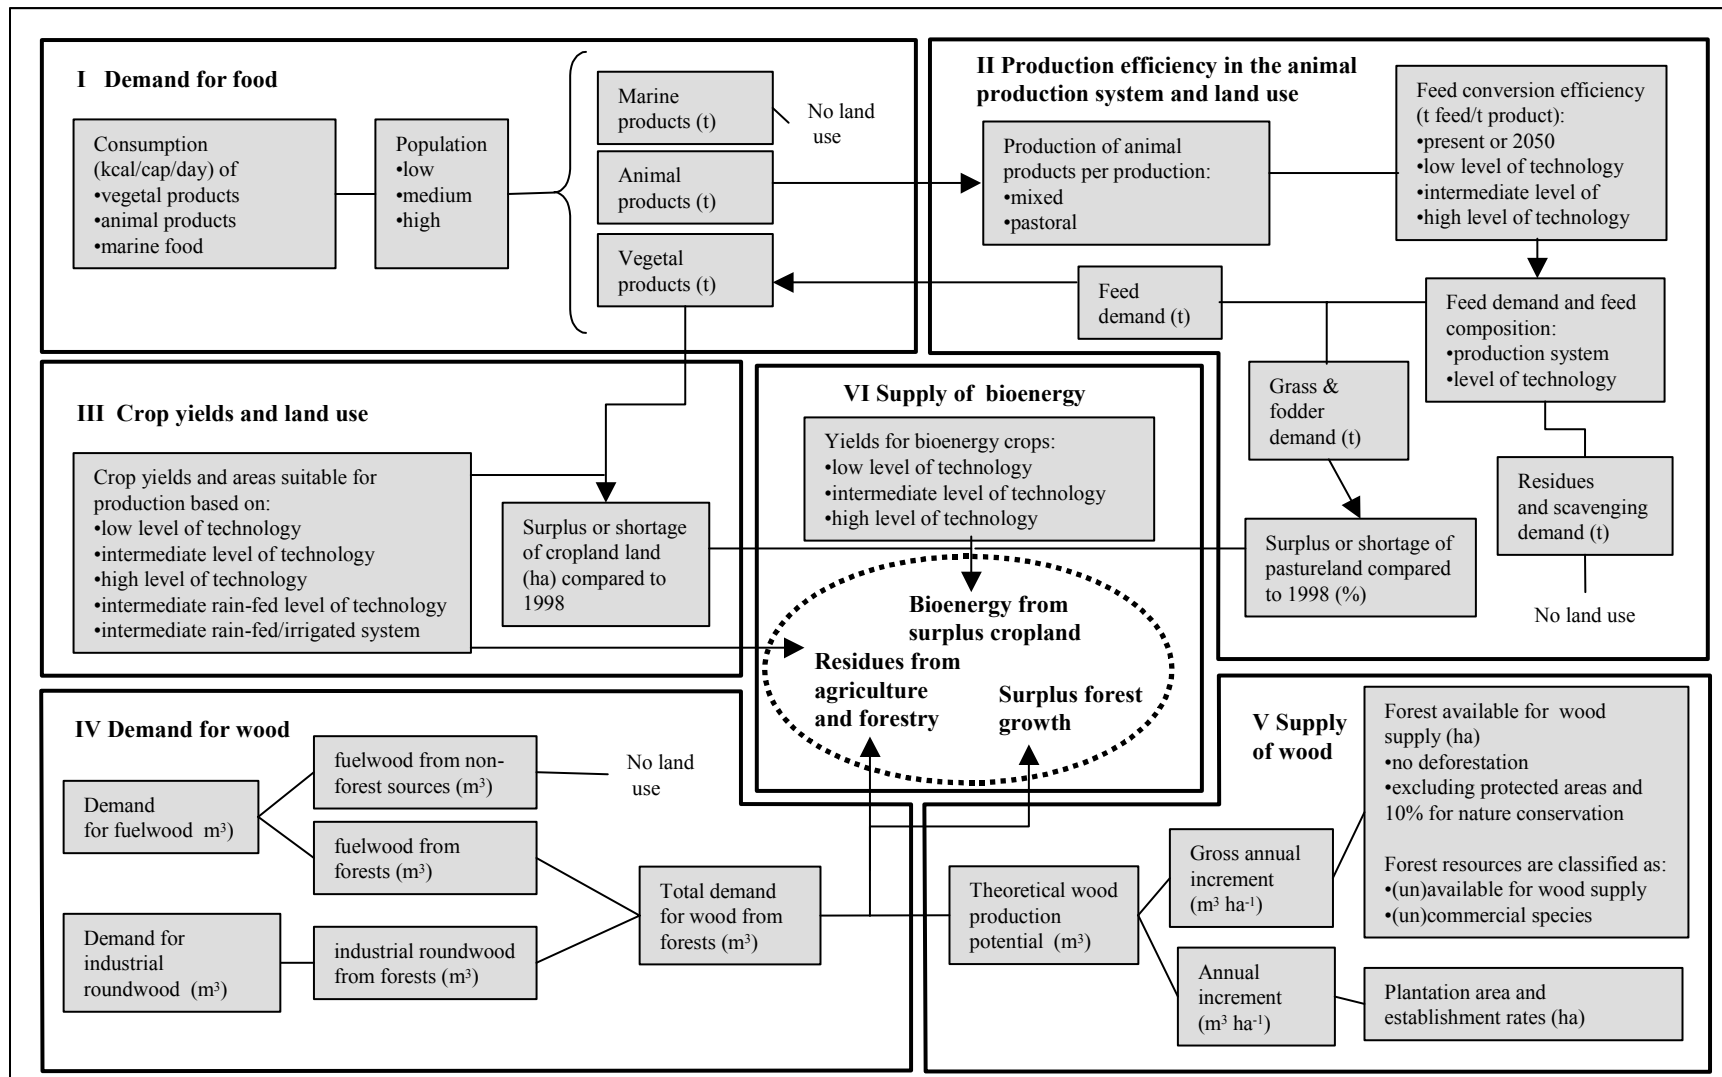 I Demand for food
Consumption
(kcal/cap/day) of
•vegetal products
•animal products
•marine food
Population
•low
•medium
•high
Marine
products (t)
No land
use
Animal
products (t)
Vegetal
products (t)
II Production efficiency in the animal
production system and land use
Production of animal
products per production:
•mixed
•pastoral
Feed conversion efficiency
(t feed/t product):
•present or 2050
•low level of technology
•intermediate level of
•high level of technology
Feed
demand (t)
Feed demand and feed
composition:
•production system
•level of technology
Grass &
fodder
demand (t)
Residues
and scavenging
demand (t)
Surplus or shortage of
pastureland compared
to 1998 (%)
No land use
III Crop yields and land use
Crop yields and areas suitable for
production based on:
•low level of technology
•intermediate level of technology
•high level of technology
•intermediate rain-fed level of technology
•intermediate rain-fed/irrigated system
Surplus or shortage
of cropland land
(ha) compared to
1998
VI Supply of bioenergy
Yields for bioenergy crops:
•low level of technology
•intermediate level of technology
•high level of technology
Bioenergy from
surplus cropland
Residues from
agriculture
and forestry
Surplus forest
growth
IV Demand for wood
Demand
for fuelwood m³)
fuelwood from non-
forest sources (m³)
No land
use
fuelwood from
forests (m³)
Demand for
industrial
roundwood (m³)
industrial roundwood
from forests (m³)
Total demand
for wood from
forests (m³)
V Supply
of wood
Theoretical wood
production
potential (m³)
Gross annual
increment
(m³ ha⁻¹)
Annual
increment
(m³ ha⁻¹)
Forest available for wood
supply (ha)
•no deforestation
•excluding protected areas and
10% for nature conservation
Forest resources are classified as:
•(un)available for wood supply
•(un)commercial species
Plantation area and
establishment rates (ha)